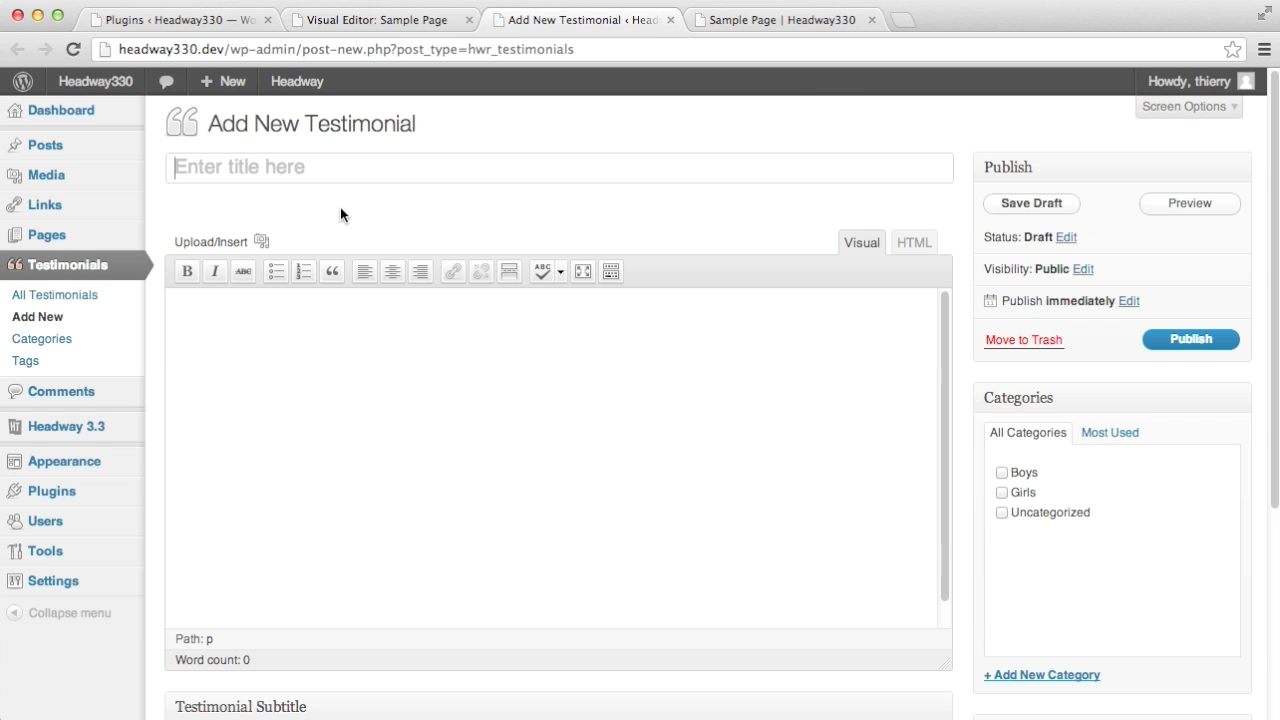 Plugins ‹ Headway330 — Wo
Visual Editor: Sample Page
Add New Testimonial ‹ Head
Sample Page | Headway330
headway330.dev/wp-admin/post-new.php?post_type=hwr_testimonials
Headway330
+ New
Headway
Howdy, thierry
Screen Options
Dashboard
Posts
Media
Links
Pages
Testimonials
All Testimonials
Add New
Categories
Tags
Comments
Headway 3.3
Appearance
Plugins
Users
Tools
Settings
Collapse menu
Add New Testimonial
Enter title here
Upload/Insert
Visual
HTML
B I ABC
ABC
Path: p
Word count: 0
Testimonial Subtitle
Publish
Save Draft
Preview
Status: Draft Edit
Visibility: Public Edit
Publish immediately Edit
Move to Trash
Publish
Categories
All Categories
Most Used
Boys
Girls
Uncategorized
+ Add New Category